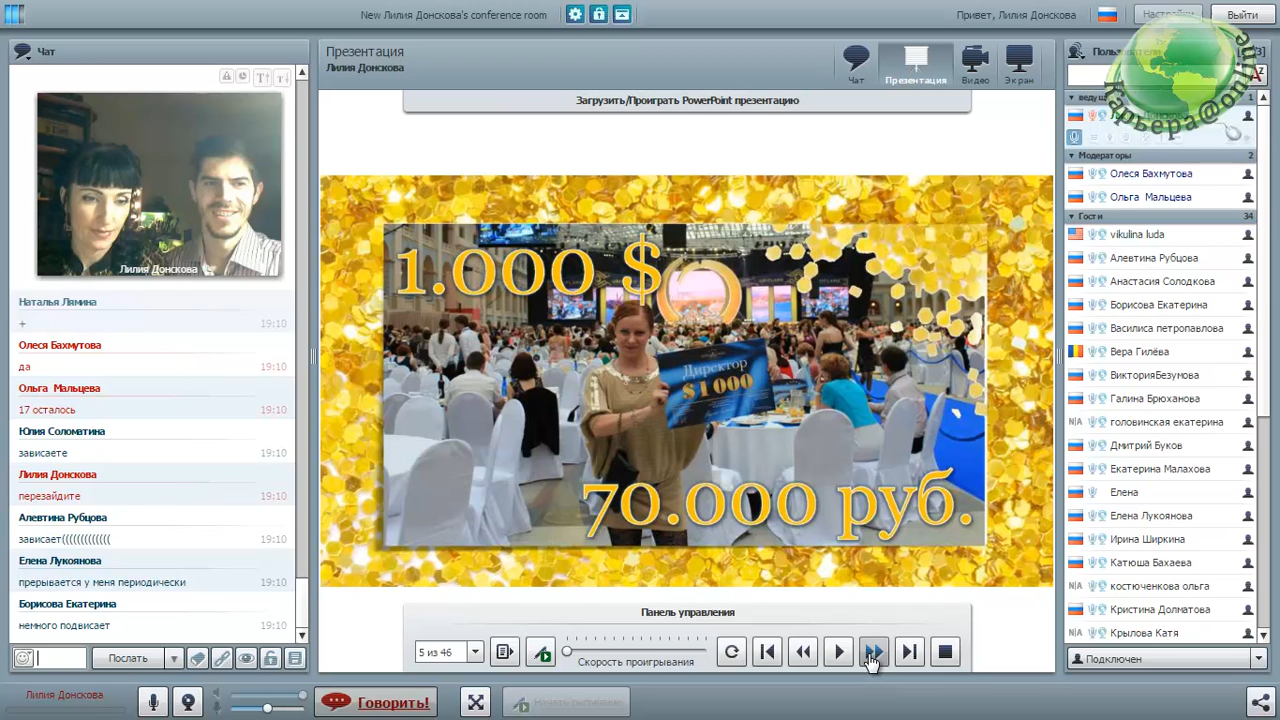 New Лилия Донскова's conference room
Привет, Лилия Донскова
Настройки
Выйти
Чат
Лилия Донскова
Наталья Лямина
+ 19:10
Олеся Бахмутова
да 19:10
Ольга Мальцева
17 осталось 19:10
Юлия Соломатина
зависаете 19:10
Лилия Донскова
перезайдите 19:10
Алевтина Рубцова
зависает(((((((((((( 19:10
Елена Лукоянова
прерывается у меня периодически 19:10
Борисова Екатерина
немного подвисает 19:10
Послать
Презентация
Лилия Донскова
Чат
Презентация
Видео
Экран
Загрузить/Проиграть PowerPoint презентацию
1.000 $
Директор
$1 000
70.000 руб.
Панель управления
5 из 46
Скорость проигрывания
Карьера@online
AZ
1
Модераторы 2
Олеся Бахмутова
Ольга Мальцева
Гости 34
vikulina luda
Алевтина Рубцова
Анастасия Солодкова
Борисова Екатерина
Василиса петропавлова
Вера Гилёва
ВикторияБезумова
Галина Брюханова
N/A головинская екатерина
Дмитрий Буков
Екатерина Малахова
N/A Елена
Елена Лукоянова
Ирина Ширкина
Катюша Бахаева
N/A костюченкова ольга
Кристина Долматова
N/A Крылова Катя
Подключен
Лилия Донскова
Говорить!